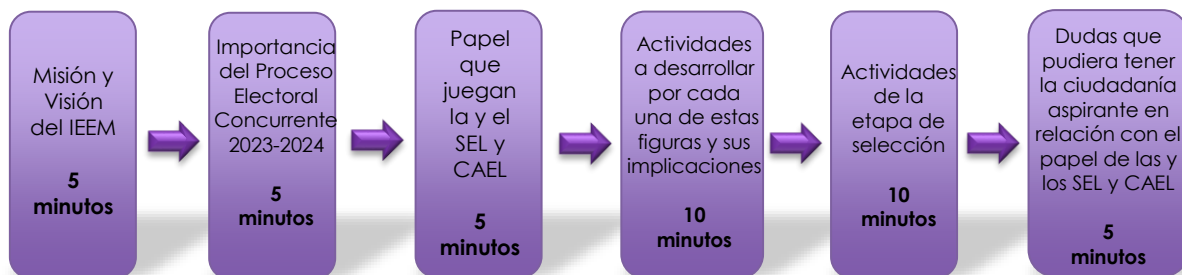 Misión y
Visión
del IEEM
5
minutos
Importancia
del Proceso
Electoral
Concurrente
2023-2024
5
minutos
Papel
que
juegan
la y el
SEL y
CAEL
5
minutos
Actividades
a desarrollar
por cada
una de estas
figuras y sus
implicaciones
10
minutos
Actividades
de la
etapa de
selección
10
minutos
Dudas que
pudiera tener
la ciudadanía
aspirante en
relación con el
papel de las y
los SEL y CAEL
5
minutos